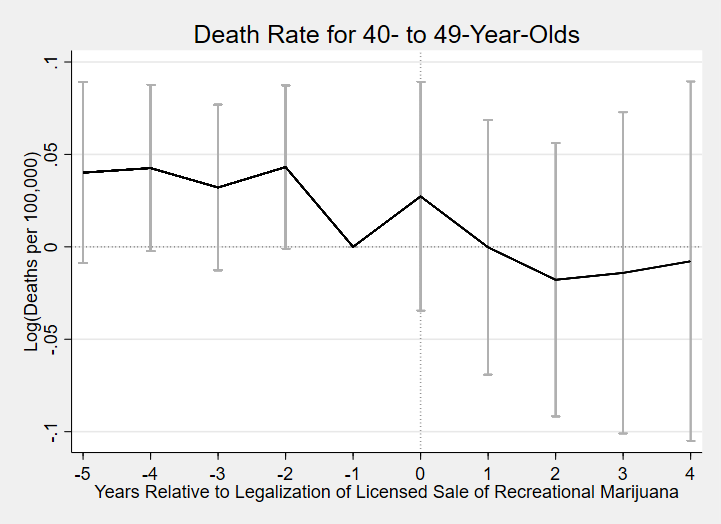 Death Rate for 40- to 49-Year-Olds
Log(Deaths per 100,000)
.1
.05
0
-.05
-.1
-5 -4 -3 -2 -1 0 1 2 3 4
Years Relative to Legalization of Licensed Sale of Recreational Marijuana